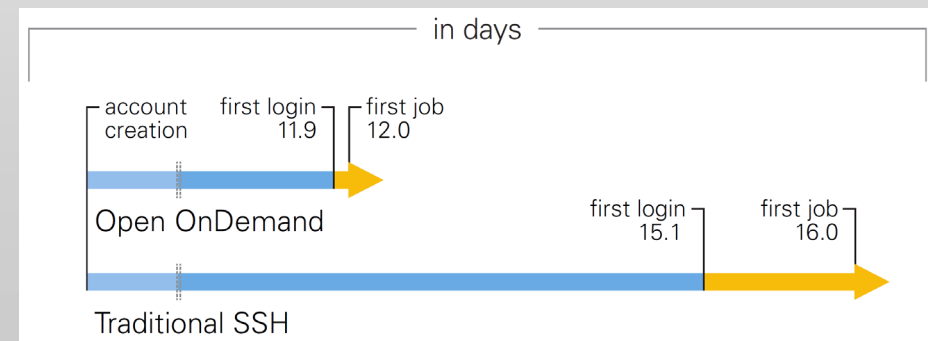 in days
account creation
first login
11.9
first job
12.0
Open OnDemand
first login
15.1
first job
16.0
Traditional SSH